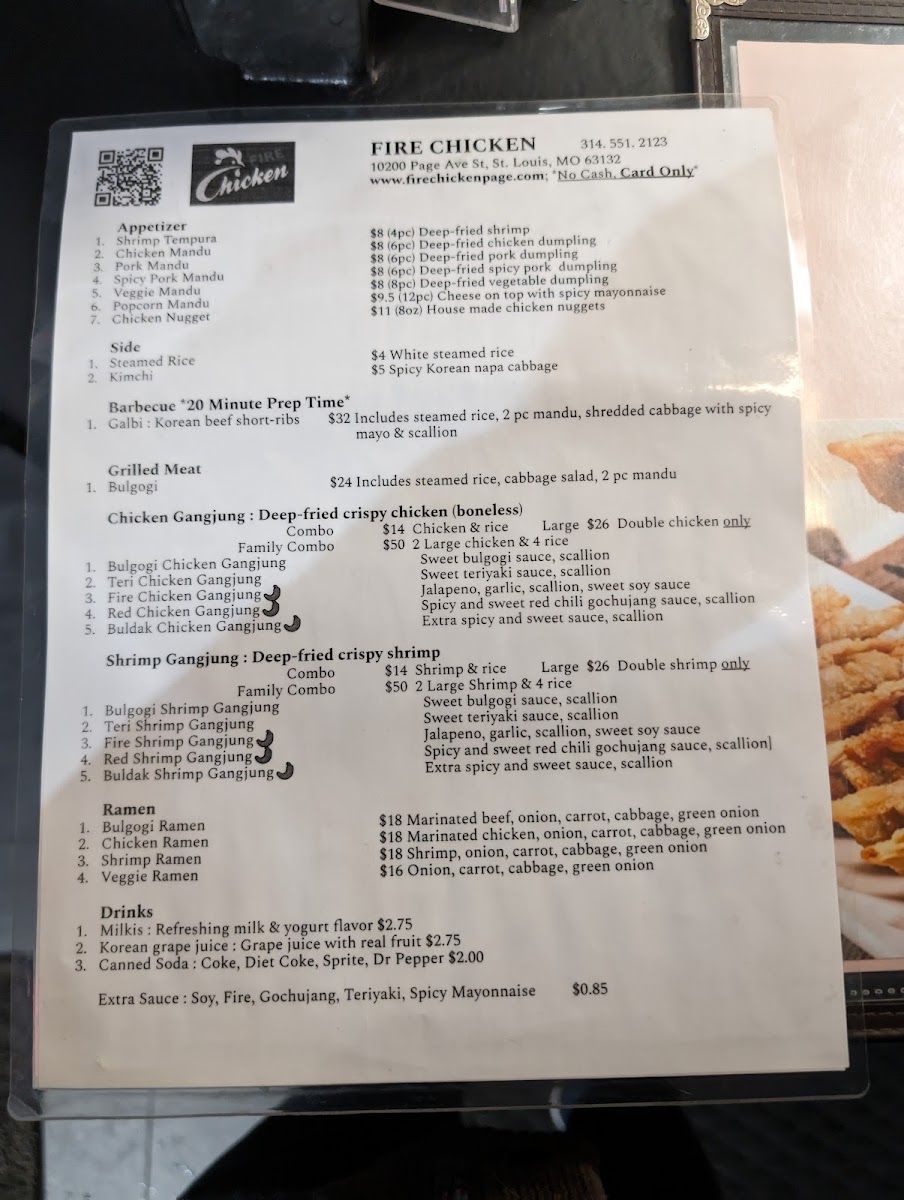 FIRE Chicken
FIRE CHICKEN 314. 551. 2123
10200 Page Ave St, St. Louis, MO 63132
www.firechickenpage.com; *No Cash. Card Only*
Appetizer
1. Shrimp Tempura $8 (4pc) Deep-fried shrimp
2. Chicken Mandu $8 (6pc) Deep-fried chicken dumpling
3. Pork Mandu $8 (6pc) Deep-fried pork dumpling
4. Spicy Pork Mandu $8 (6pc) Deep-fried spicy pork dumpling
5. Veggie Mandu $8 (8pc) Deep-fried vegetable dumpling
6. Popcorn Mandu $9.5 (12pc) Cheese on top with spicy mayonnaise
7. Chicken Nugget $11 (8oz) House made chicken nuggets
Side
1. Steamed Rice $4 White steamed rice
2. Kimchi $5 Spicy Korean napa cabbage
Barbecue *20 Minute Prep Time*
1. Galbi : Korean beef short-ribs $32 Includes steamed rice, 2 pc mandu, shredded cabbage with spicy
mayo & scallion
Grilled Meat
1. Bulgogi $24 Includes steamed rice, cabbage salad, 2 pc mandu
Chicken Gangjung : Deep-fried crispy chicken (boneless)
Combo $14 Chicken & rice Large $26 Double chicken only
Family Combo $50 2 Large chicken & 4 rice
1. Bulgogi Chicken Gangjung Sweet bulgogi sauce, scallion
2. Teri Chicken Gangjung Sweet teriyaki sauce, scallion
3. Fire Chicken Gangjung Jalapeno, garlic, scallion, sweet soy sauce
4. Red Chicken Gangjung Spicy and sweet red chili gochujang sauce, scallion
5. Buldak Chicken Gangjung Extra spicy and sweet sauce, scallion
Shrimp Gangjung : Deep-fried crispy shrimp
Combo $14 Shrimp & rice Large $26 Double shrimp only
Family Combo $50 2 Large Shrimp & 4 rice
1. Bulgogi Shrimp Gangjung Sweet bulgogi sauce, scallion
2. Teri Shrimp Gangjung Sweet teriyaki sauce, scallion
3. Fire Shrimp Gangjung Jalapeno, garlic, scallion, sweet soy sauce
4. Red Shrimp Gangjung Spicy and sweet red chili gochujang sauce, scallion]
5. Buldak Shrimp Gangjung Extra spicy and sweet sauce, scallion
Ramen
1. Bulgogi Ramen $18 Marinated beef, onion, carrot, cabbage, green onion
2. Chicken Ramen $18 Marinated chicken, onion, carrot, cabbage, green onion
3. Shrimp Ramen $18 Shrimp, onion, carrot, cabbage, green onion
4. Veggie Ramen $16 Onion, carrot, cabbage, green onion
Drinks
1. Milkis : Refreshing milk & yogurt flavor $2.75
2. Korean grape juice : Grape juice with real fruit $2.75
3. Canned Soda : Coke, Diet Coke, Sprite, Dr Pepper $2.00
Extra Sauce : Soy, Fire, Gochujang, Teriyaki, Spicy Mayonnaise $0.85